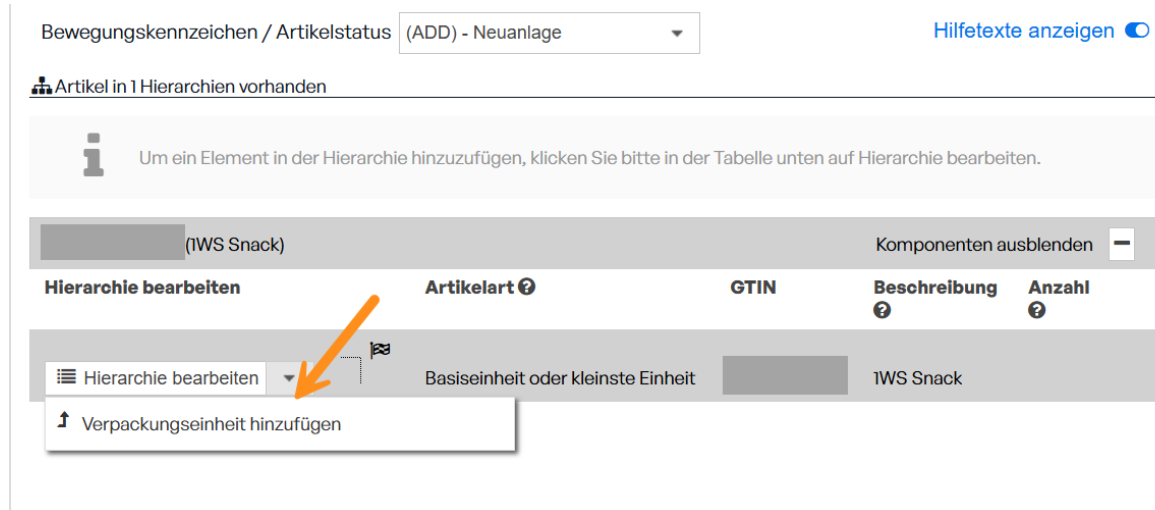 Bewegungskennzeichen / Artikelstatus (ADD) - Neuanlage Hilfetexte anzeigen
Artikel in 1 Hierarchien vorhanden
Um ein Element in der Hierarchie hinzuzufügen, klicken Sie bitte in der Tabelle unten auf Hierarchie bearbeiten.
(1WS Snack) Komponenten ausblenden
Hierarchie bearbeiten Artikelart GTIN Beschreibung Anzahl
Hierarchie bearbeiten Basiseinheit oder kleinste Einheit 1WS Snack
Verpackungseinheit hinzufügen